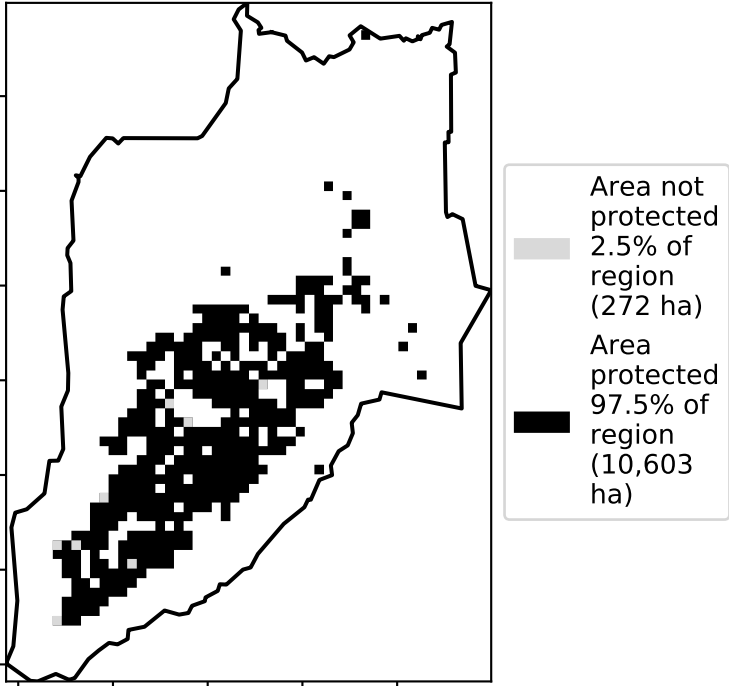 Area not
protected
2.5% of
region
(272 ha)
Area
protected
97.5% of
region
(10,603
ha)